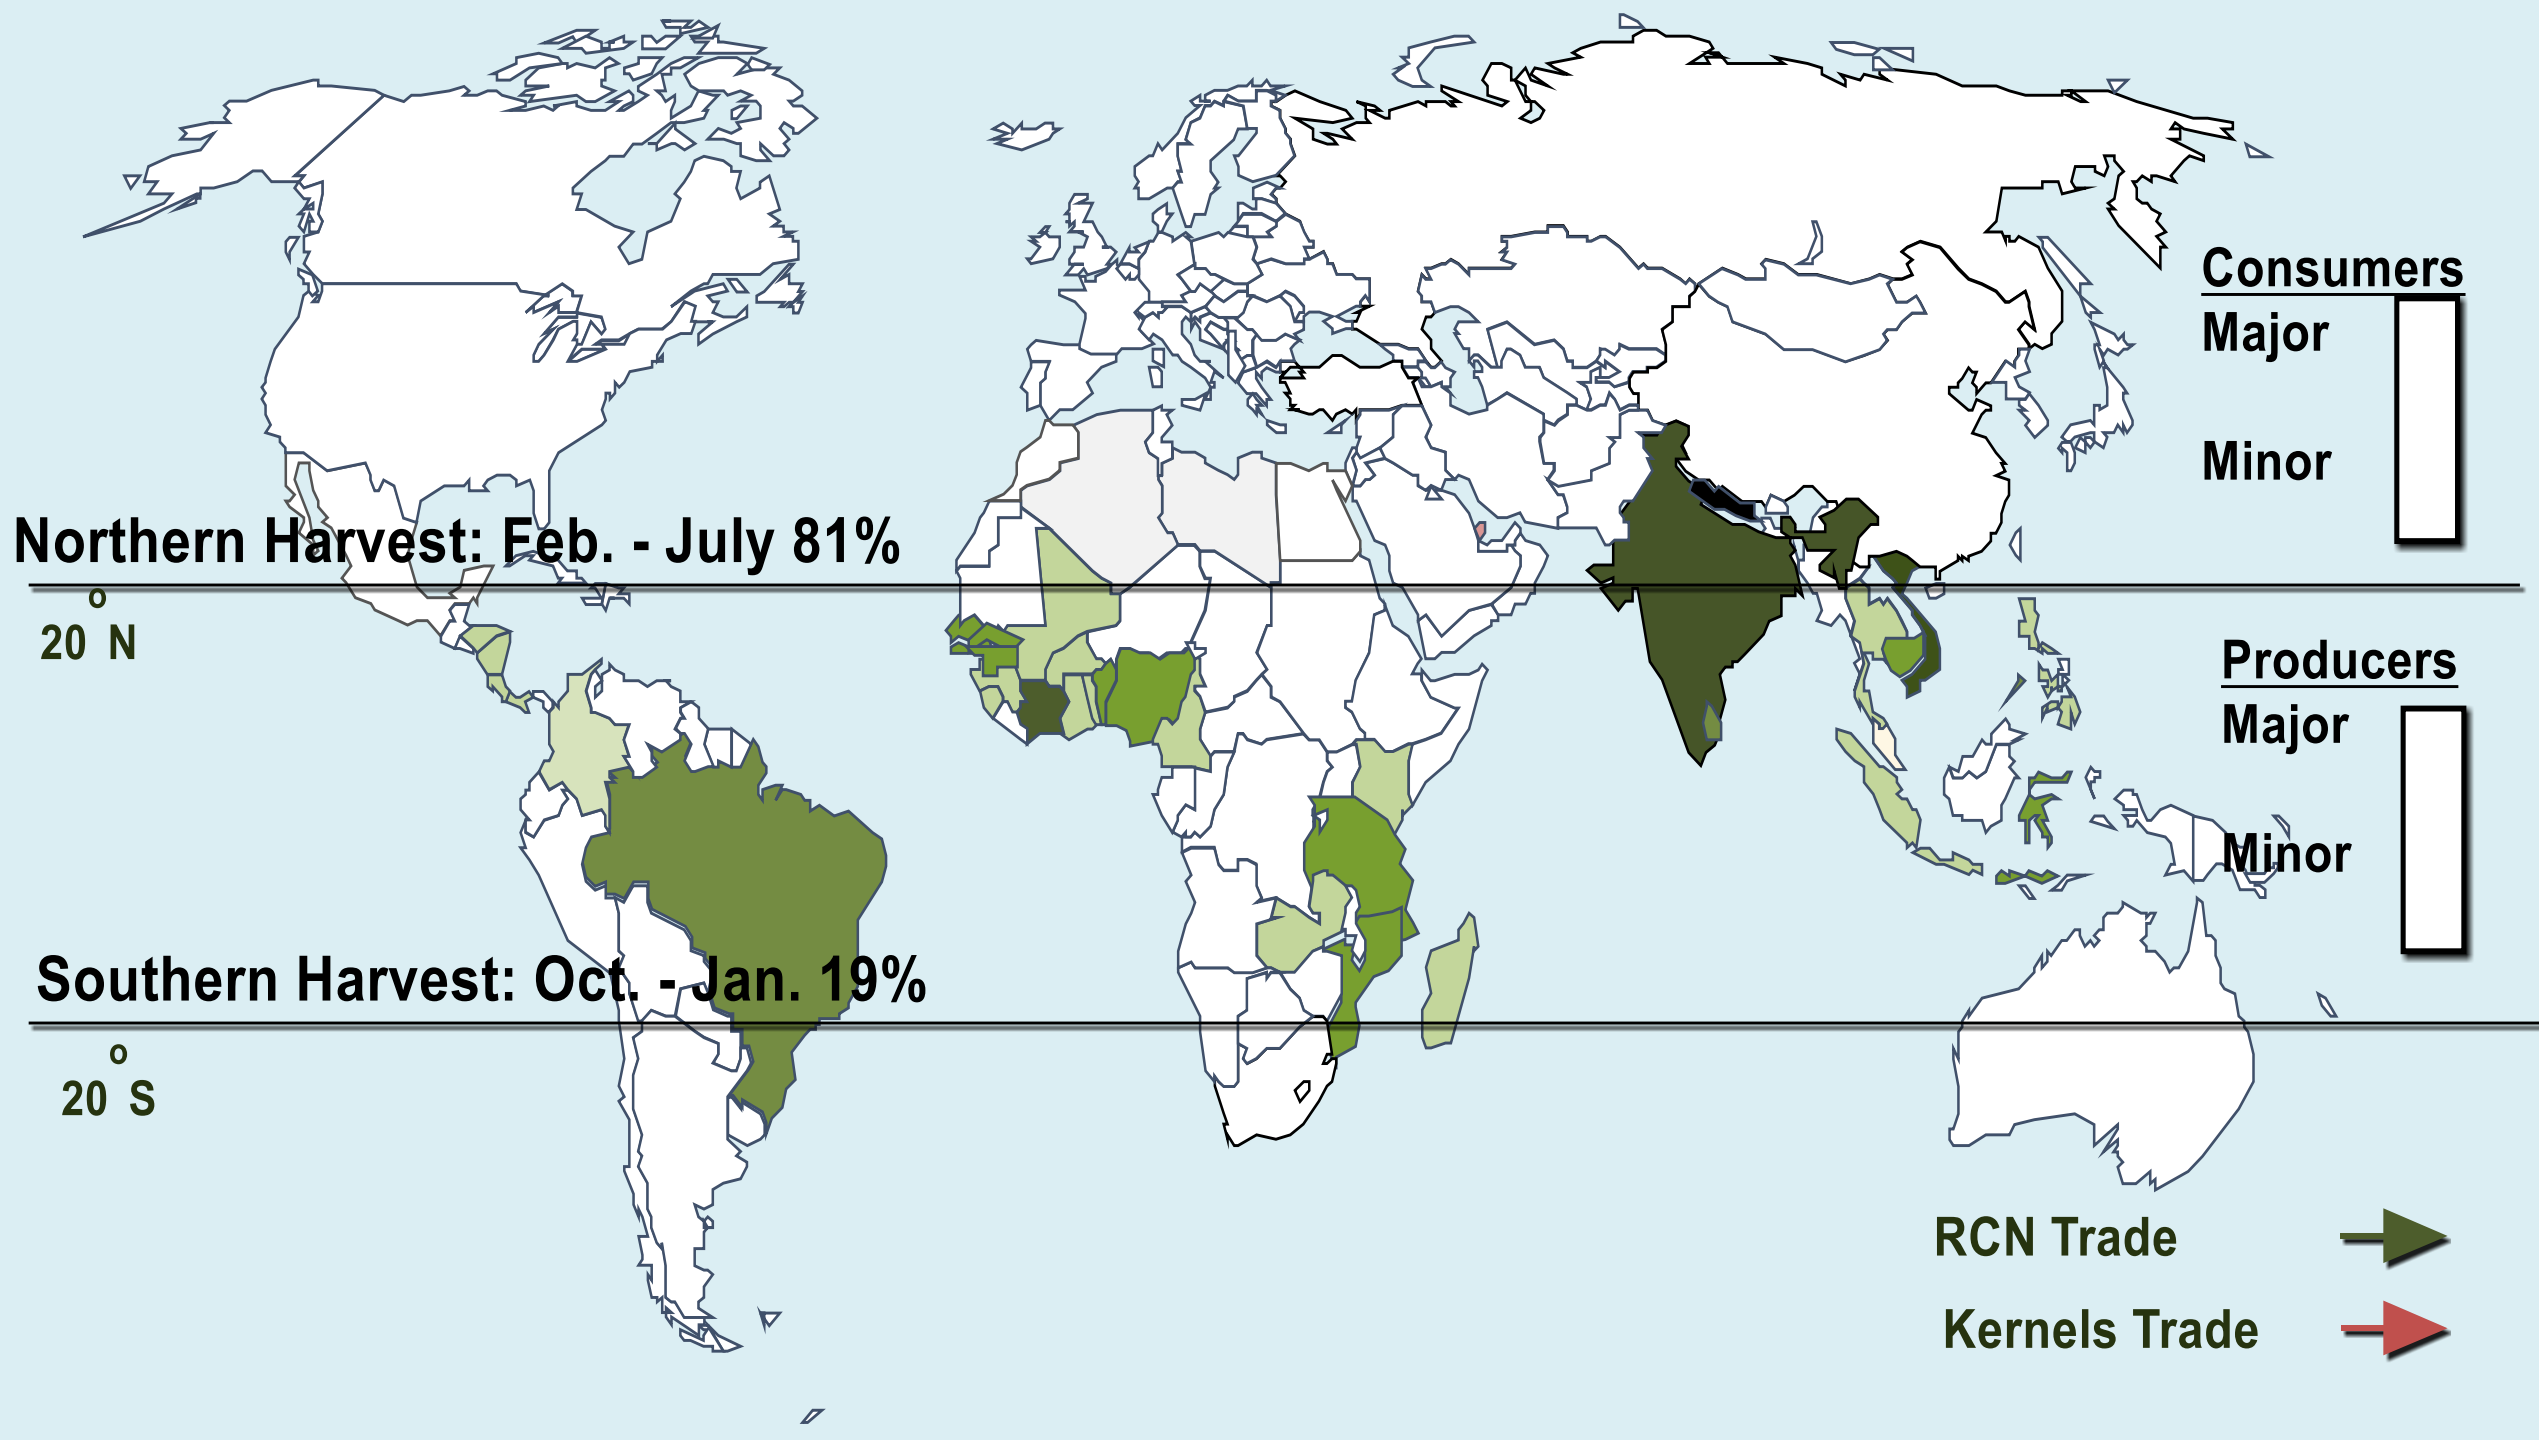 Consumers
Major
Minor
Northern Harvest: Feb. - July 81%
o
20 N
Producers
Major
Minor
Southern Harvest: Oct. - Jan. 19%
o
20 S
RCN Trade
Kernels Trade